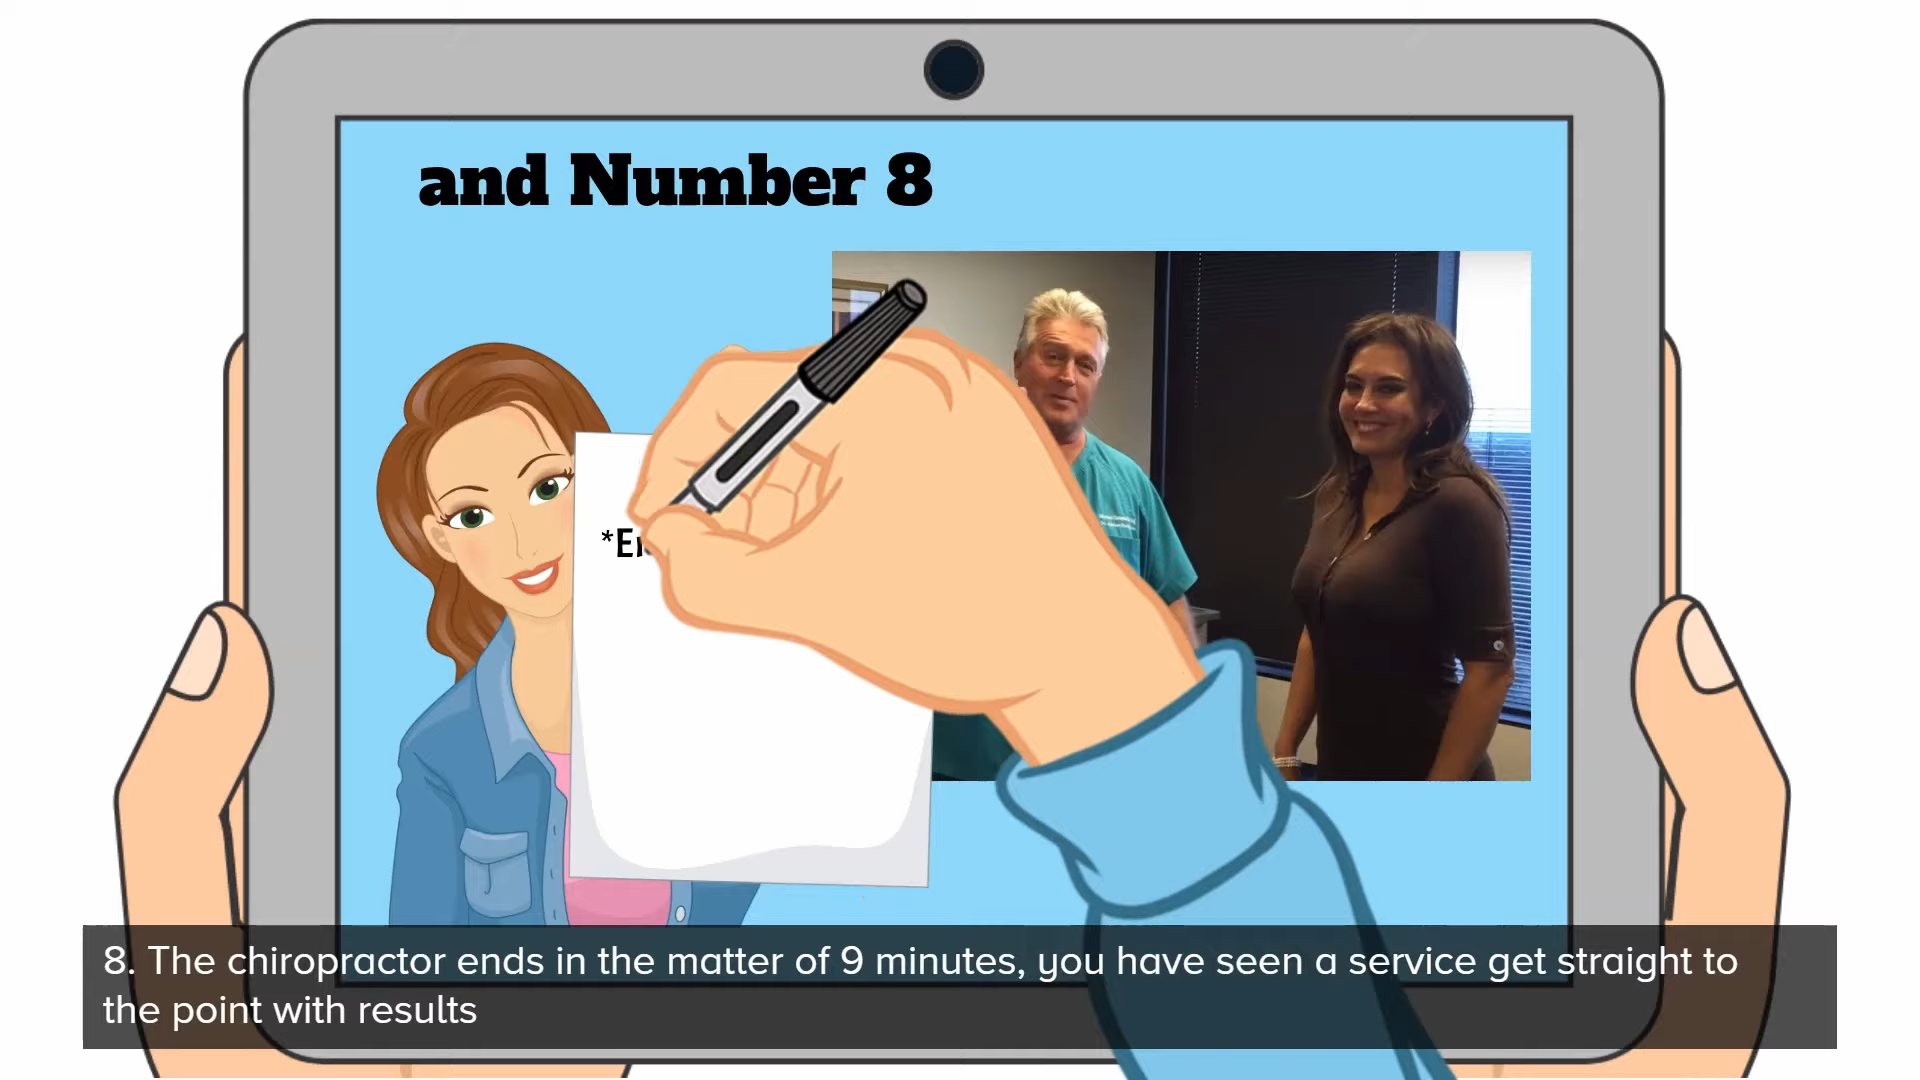 and Number 8
*En
8. The chiropractor ends in the matter of 9 minutes, you have seen a service get straight to
the point with results